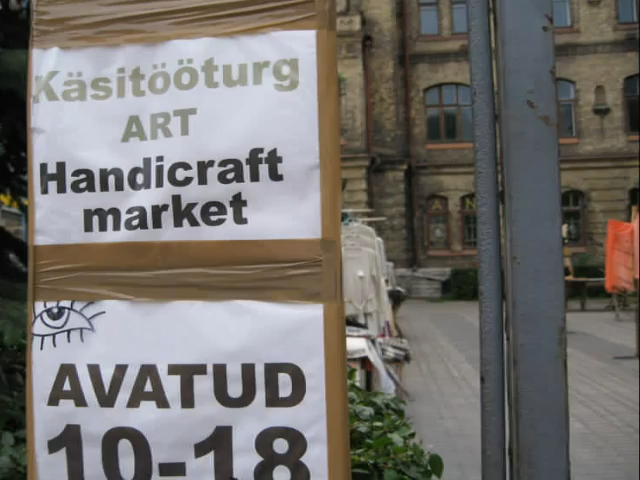 Käsitööturg
ART
Handicraft
market
AVATUD
10-18